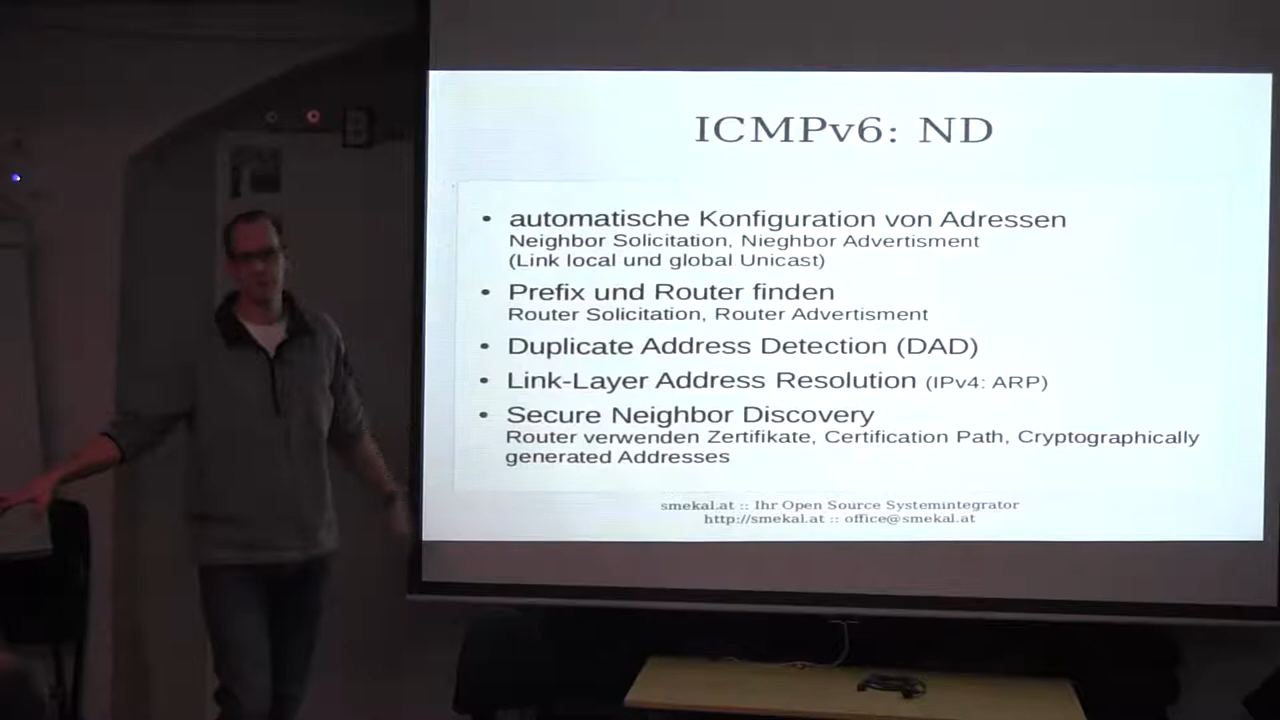 ICMPv6: ND
• automatische Konfiguration von Adressen
Neighbor Solicitation, Nieghbor Advertisment
(Link local und global Unicast)
• Prefix und Router finden
Router Solicitation, Router Advertisment
• Duplicate Address Detection (DAD)
• Link-Layer Address Resolution (IPv4: ARP)
• Secure Neighbor Discovery
Router verwenden Zertifikate, Certification Path, Cryptographically
generated Addresses
smekal.at :: Ihr Open Source Systemintegrator
http://smekal.at :: office@smekal.at